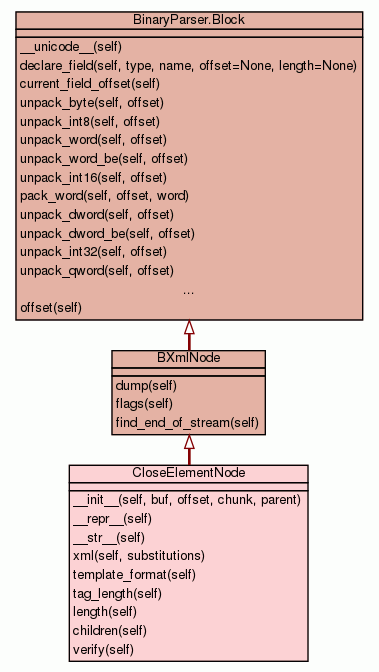 BinaryParser.Block
__unicode__(self)
declare_field(self, type, name, offset=None, length=None)
current_field_offset(self)
unpack_byte(self, offset)
unpack_int8(self, offset)
unpack_word(self, offset)
unpack_word_be(self, offset)
unpack_int16(self, offset)
pack_word(self, offset, word)
unpack_dword(self, offset)
unpack_dword_be(self, offset)
unpack_int32(self, offset)
unpack_qword(self, offset)
...
offset(self)
BXmlNode
dump(self)
flags(self)
find_end_of_stream(self)
CloseElementNode
__init__(self, buf, offset, chunk, parent)
__repr__(self)
__str__(self)
xml(self, substitutions)
template_format(self)
tag_length(self)
length(self)
children(self)
verify(self)